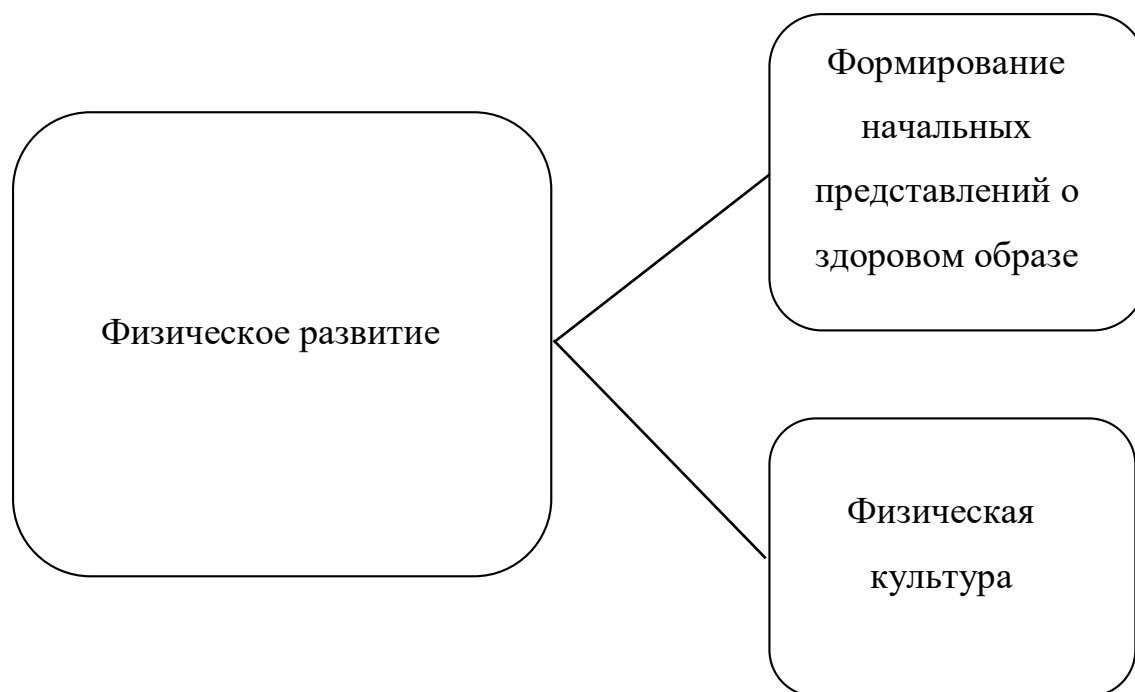 Формирование
начальных
представлений о
здоровом образе
Физическое развитие
Физическая
культура